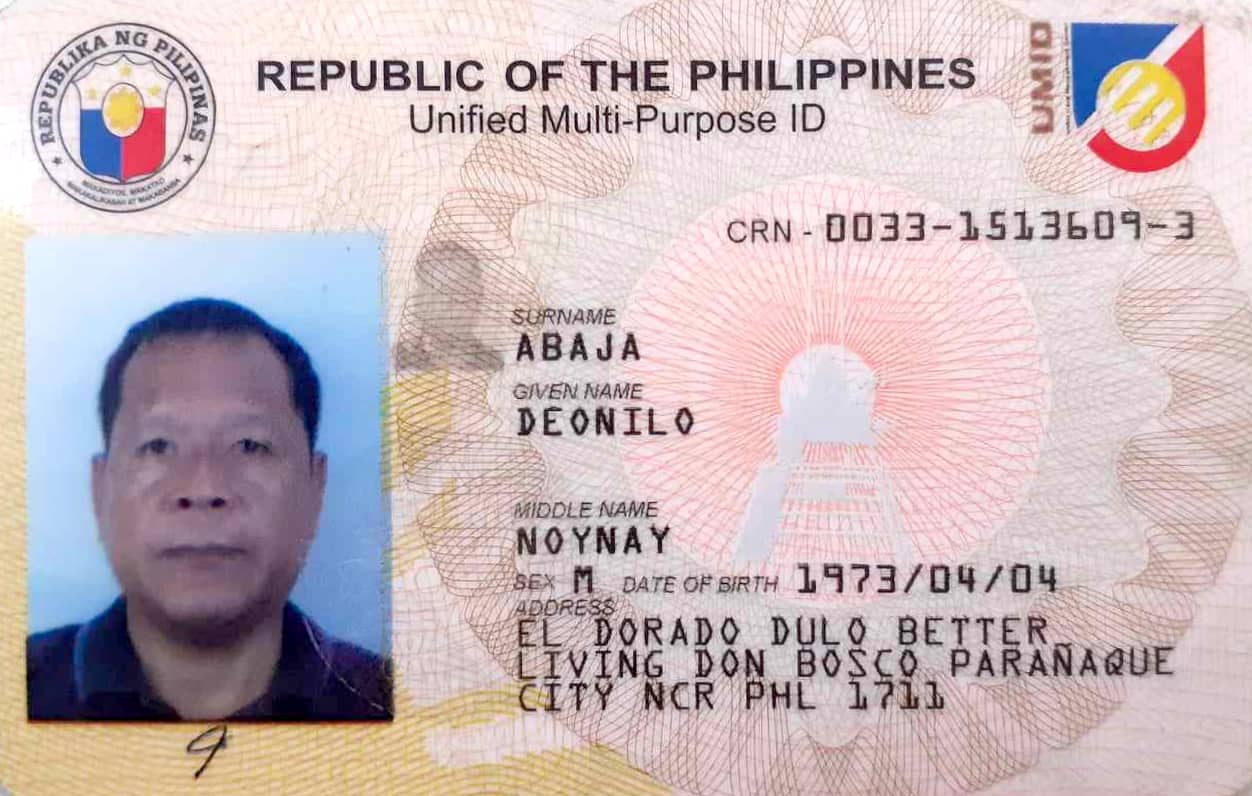 REPUBLIKA NG PILIPINAS
MAKADIYOS, MAKATAO
MAKAKALIKASAN AT MAKABANSA
REPUBLIC OF THE PHILIPPINES
Unified Multi-Purpose ID
UMID
CRN - 0033-1513609-3
SURNAME
ABAJA
GIVEN NAME
DEONILO
MIDDLE NAME
NOYNAY
SEX M DATE OF BIRTH 1973/04/04
ADDRESS
EL DORADO DULO BETTER
LIVING DON BOSCO PARAÑAQUE
CITY NCR PHL 1711